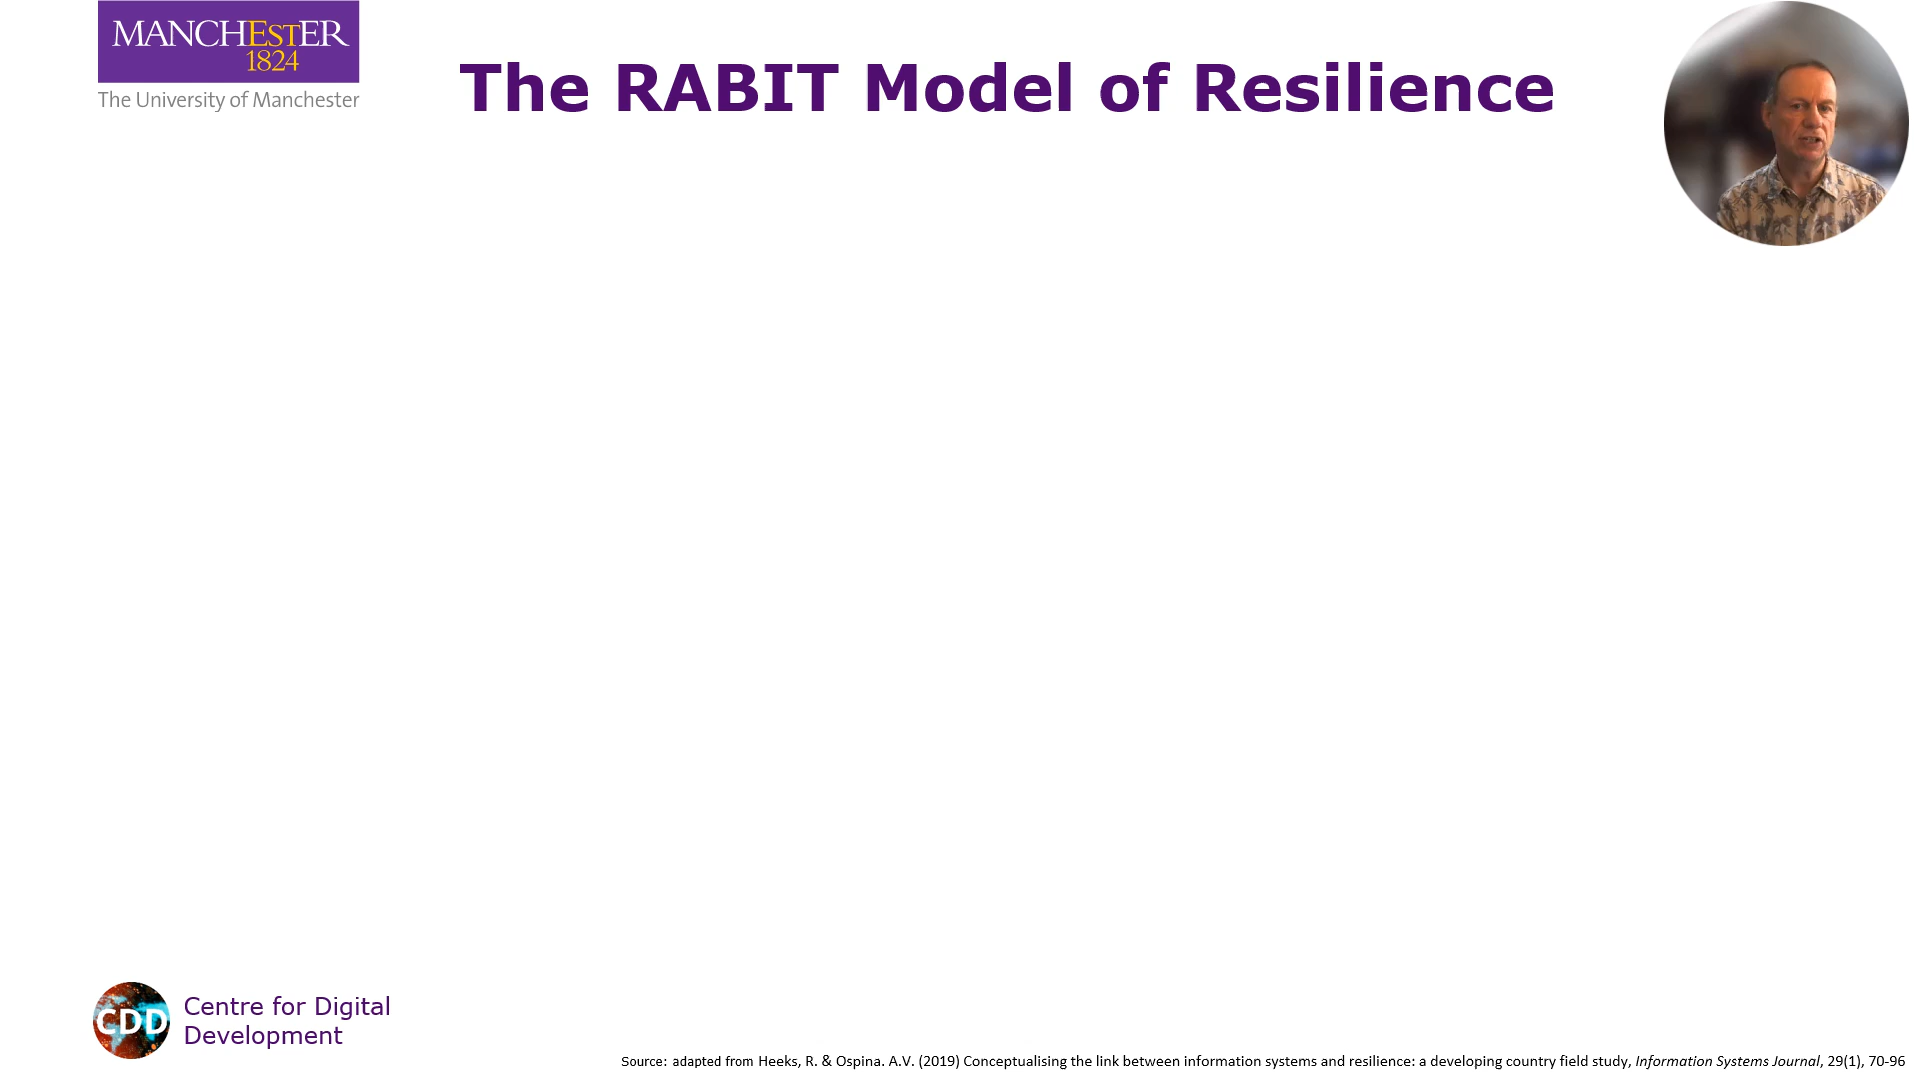 MANCHESTER
1824
The University of Manchester
The RABIT Model of Resilience
CDD
Centre for Digital
Development
Source: adapted from Heeks, R. & Ospina. A.V. (2019) Conceptualising the link between information systems and resilience: a developing country field study, Information Systems Journal, 29(1), 70-96